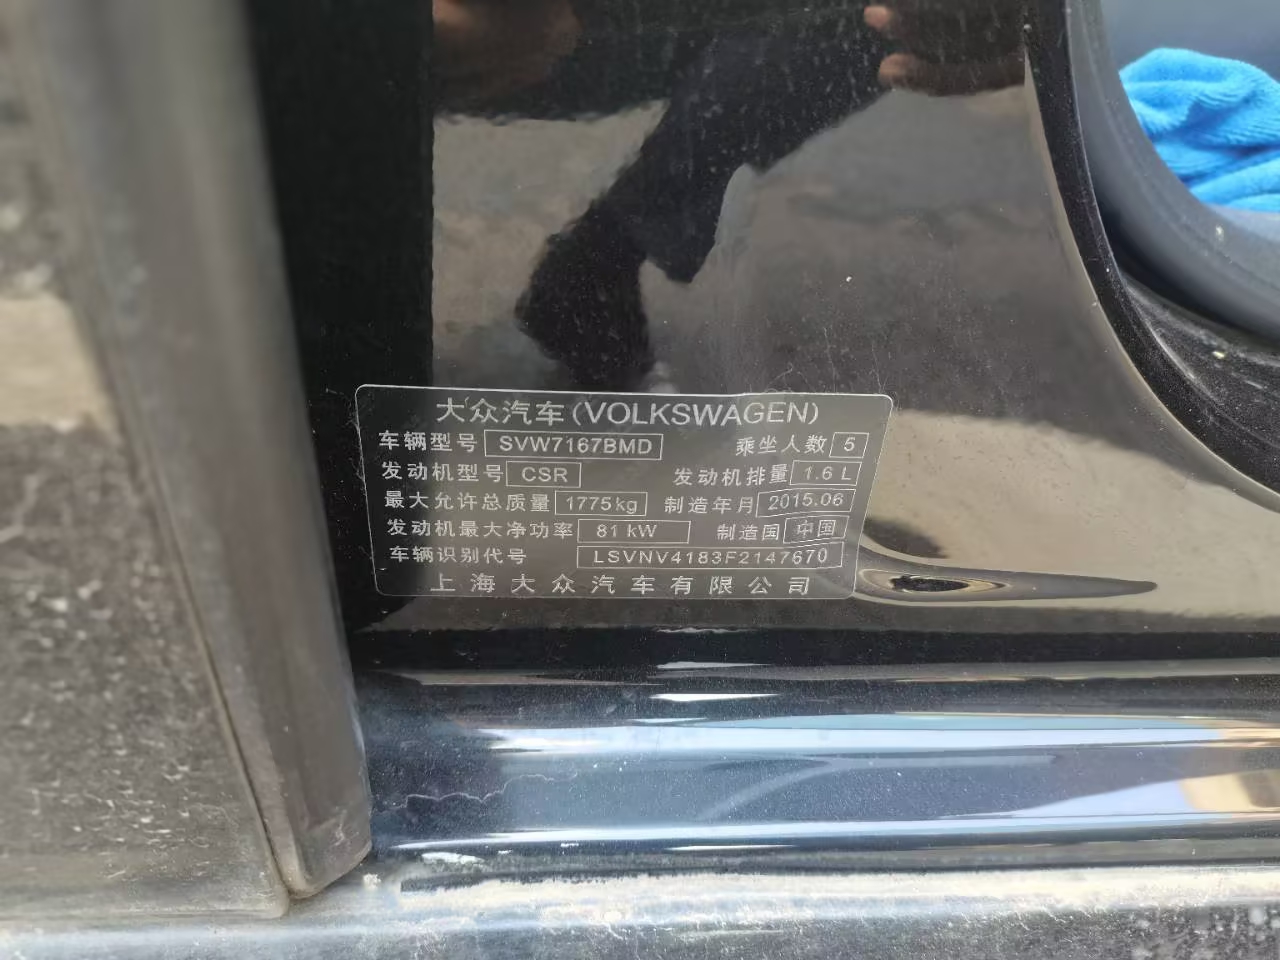 大众汽车(VOLKSWAGEN)
车辆型号 SVW7167BMD 乘坐人数 5
发动机型号 CSR 发动机排量 1.6 L
最大允许总质量 1775kg 制造年月 2015.06
发动机最大净功率 81 kW 制造国 中国
车辆识别代号 LSVNV4183F2147670
上海大众汽车有限公司